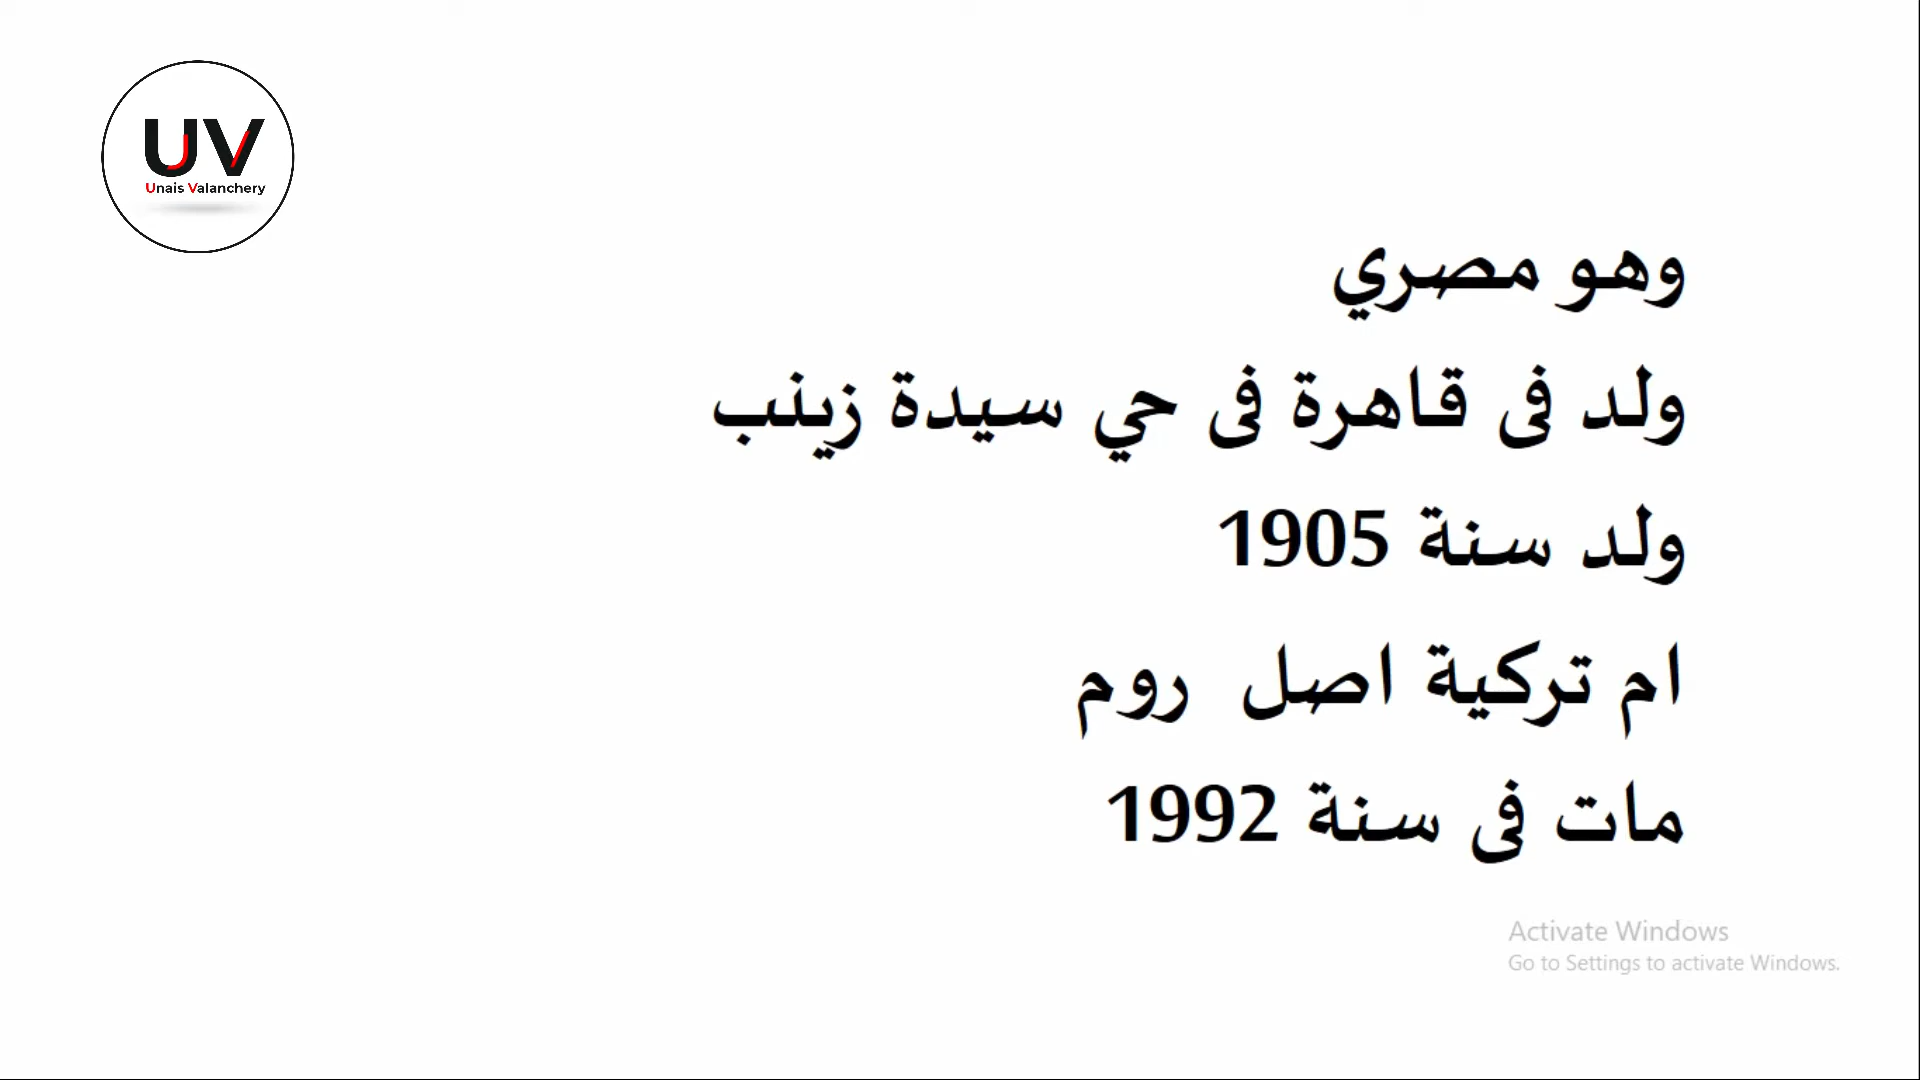 UV
Unais Valanchery
وهو مصري
ولد فى قاهرة فى حي سيدة زينب
ولد سنة 1905
ام تركية اصل روم
مات فى سنة 1992
Activate Windows
Go to Settings to activate Windows.